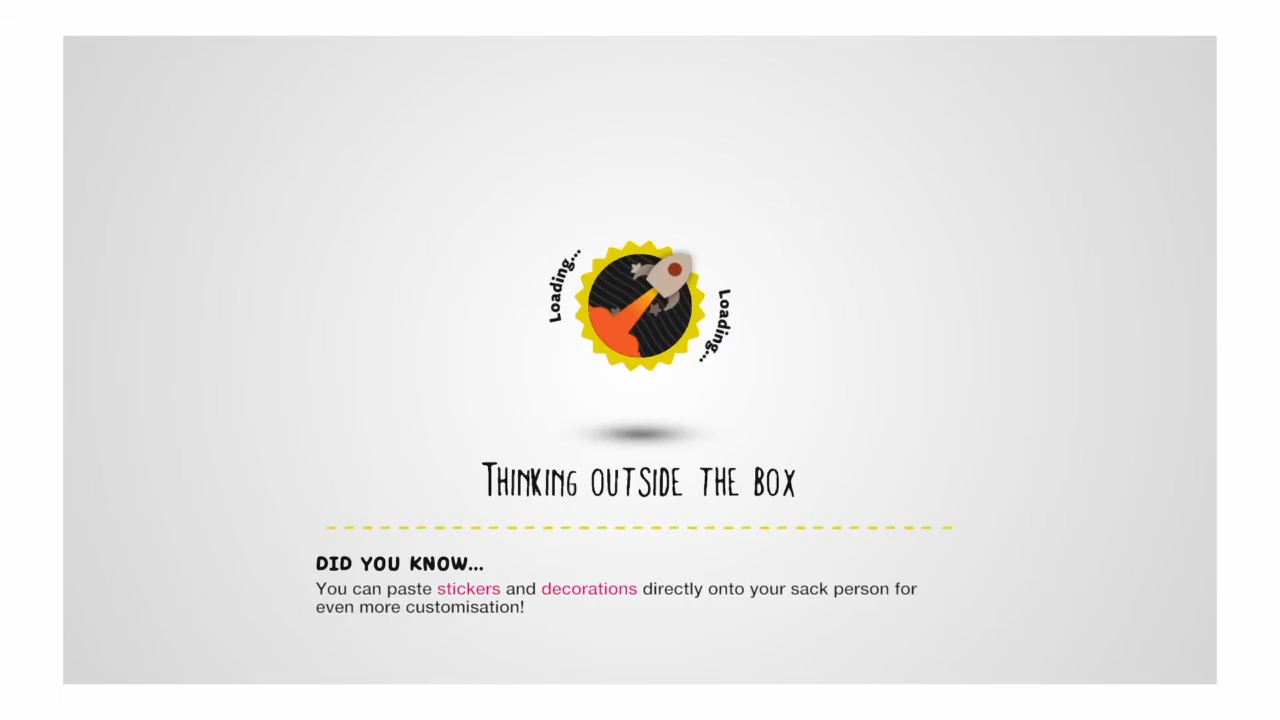 Loading...
Loading...
THINKING OUTSIDE THE BOX
DID YOU KNOW...
You can paste stickers and decorations directly onto your sack person for
even more customisation!